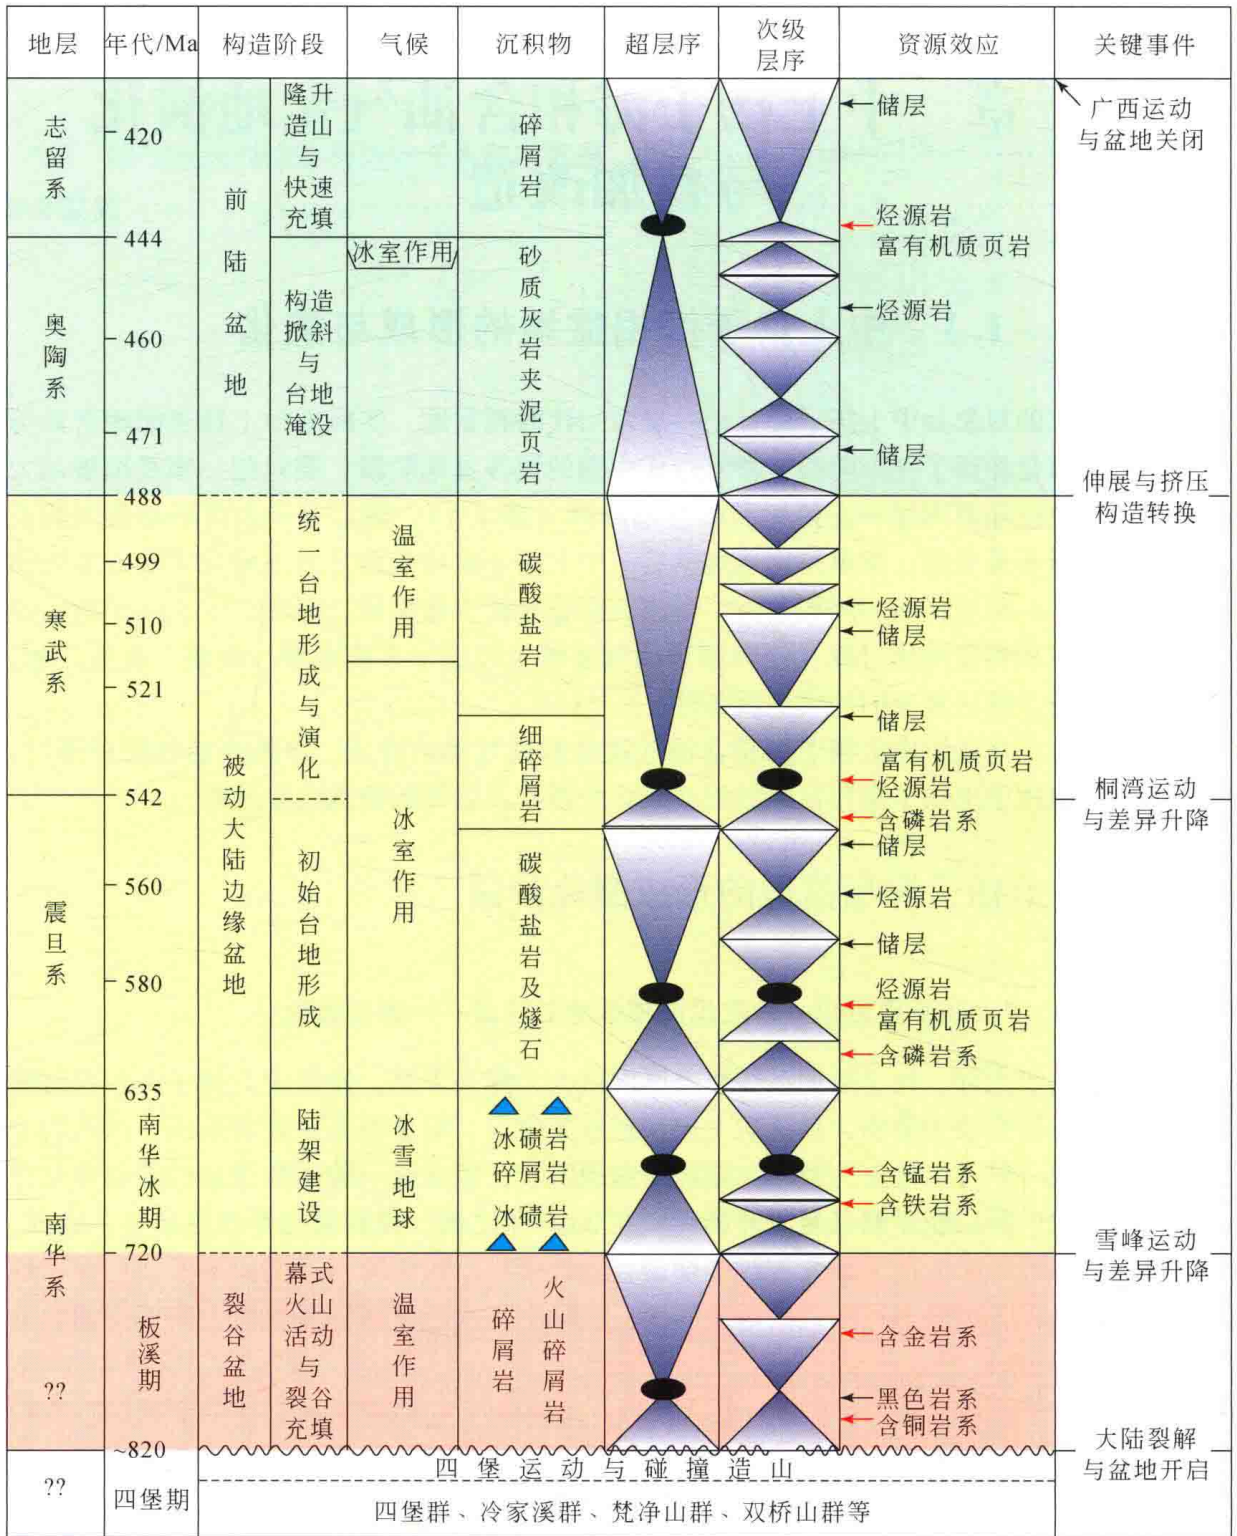 地层
年代/Ma
构造阶段
气候
沉积物
超层序
次级
层序
资源效应
关键事件
志留系
奥陶系
寒武系
震旦系
南华系
??
??
420
444
460
471
488
499
510
521
542
560
580
635
南华冰期
720
板溪期
~820
四堡期
前陆盆地
被动大陆边缘盆地
裂谷盆地
隆升
造山
与
快速
充填
构造
掀斜
与
台地
淹没
统一台地形成与演化
初始台地形成
陆架建设
幕式
火山
活动
与
裂谷
充填
冰室作用
温室作用
冰室作用
冰雪地球
温室作用
碎屑岩
砂质灰岩夹泥页岩
碳酸盐岩
细碎屑岩
碳酸盐岩及燧石
冰碛岩
碎屑岩
冰碛岩
碎屑岩
火山碎屑岩
储层
烃源岩
富有机质页岩
烃源岩
储层
烃源岩
储层
储层
富有机质页岩
烃源岩
含磷岩系
储层
烃源岩
储层
烃源岩
富有机质页岩
含磷岩系
含锰岩系
含铁岩系
含金岩系
黑色岩系
含铜岩系
广西运动
与盆地关闭
伸展与挤压
构造转换
桐湾运动
与差异升降
雪峰运动
与差异升降
大陆裂解
与盆地开启
四堡运动与碰撞造山
四堡群、冷家溪群、梵净山群、双桥山群等